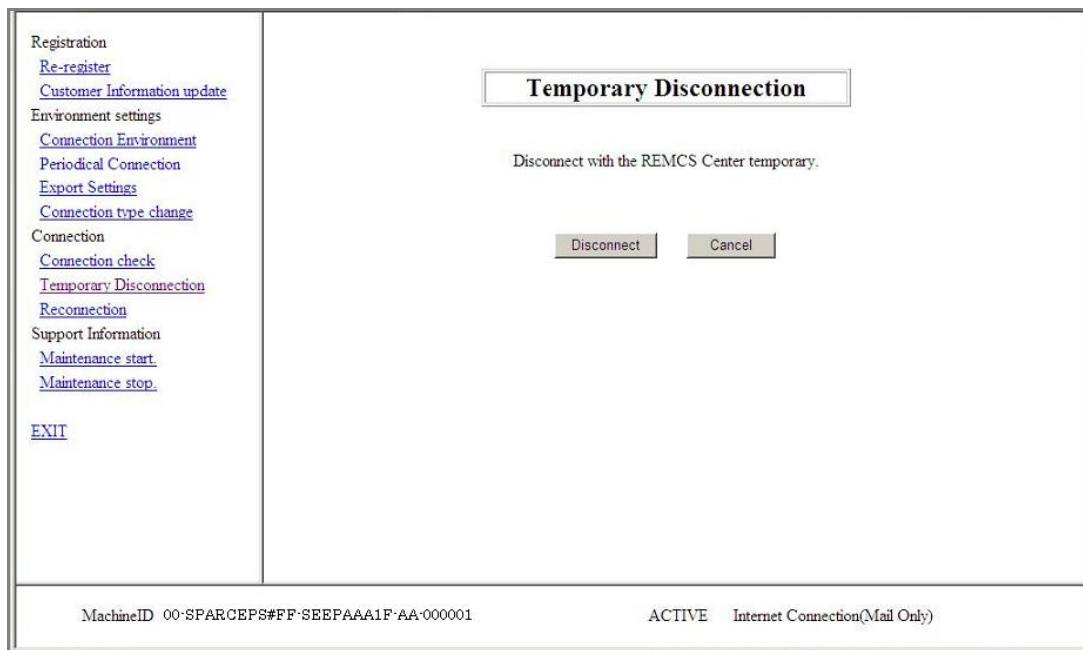 Registration
Re-register
Customer Information update
Environment settings
Connection Environment
Periodical Connection
Export Settings
Connection type change
Connection
Connection check
Temporary Disconnection
Reconnection
Support Information
Maintenance start.
Maintenance stop.
EXIT
Temporary Disconnection
Disconnect with the REMCS Center temporary.
Disconnect Cancel
MachineID 00-SPARCEPS#FF-SEEPAAA1F-AA-000001 ACTIVE Internet Connection(Mail Only)